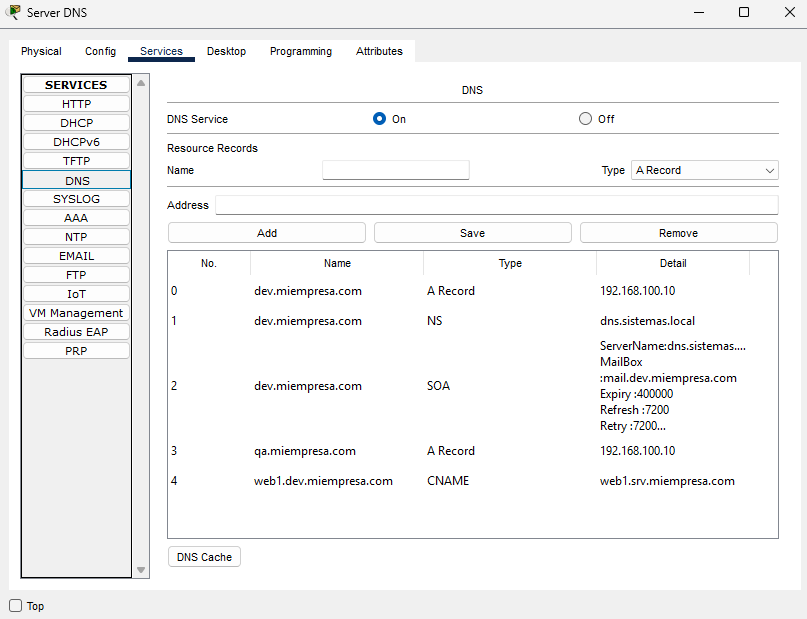 Server DNS
Physical Config Services Desktop Programming Attributes
SERVICES
HTTP
DHCP
DHCPv6
TFTP
DNS
SYSLOG
AAA
NTP
EMAIL
FTP
IoT
VM Management
Radius EAP
PRP
DNS
DNS Service On Off
Resource Records
Name Type A Record
Address
Add Save Remove
No. Name Type Detail
0 dev.miempresa.com A Record 192.168.100.10
1 dev.miempresa.com NS dns.sistemas.local
2 dev.miempresa.com SOA ServerName:dns.sistemas....
MailBox
:mail.dev.miempresa.com
Expiry :400000
Refresh :7200
Retry :7200...
3 qa.miempresa.com A Record 192.168.100.10
4 web1.dev.miempresa.com CNAME web1.srv.miempresa.com
DNS Cache
Top